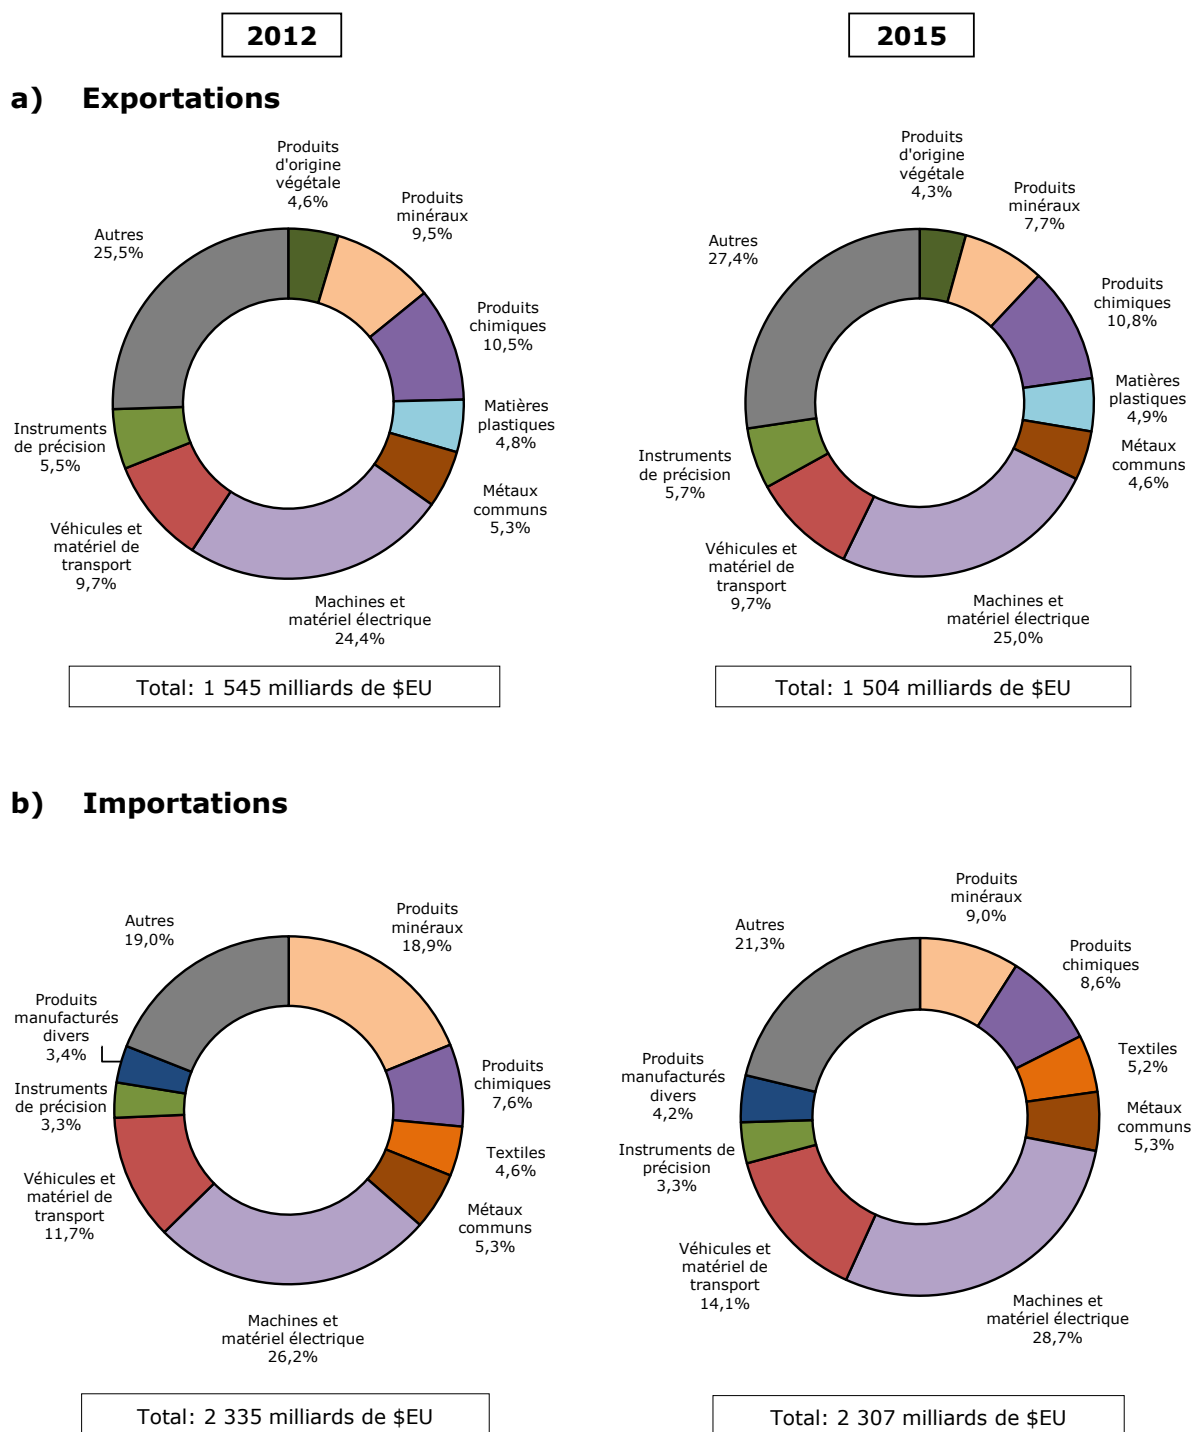 2012
2015
a) Exportations
Produits
d'origine
végétale
4,6%
Produits
minéraux
9,5%
Produits
chimiques
10,5%
Matières
plastiques
4,8%
Métaux
communs
5,3%
Machines et
matériel électrique
24,4%
Véhicules et
matériel de
transport
9,7%
Instruments
de précision
5,5%
Autres
25,5%
Total: 1 545 milliards de $EU
Produits
d'origine
végétale
4,3%
Produits
minéraux
7,7%
Produits
chimiques
10,8%
Matières
plastiques
4,9%
Métaux
communs
4,6%
Machines et
matériel électrique
25,0%
Véhicules et
matériel de
transport
9,7%
Instruments
de précision
5,7%
Autres
27,4%
Total: 1 504 milliards de $EU
b) Importations
Produits
minéraux
18,9%
Produits
chimiques
7,6%
Textiles
4,6%
Métaux
communs
5,3%
Machines et
matériel électrique
26,2%
Véhicules et
matériel de
transport
11,7%
Instruments
de précision
3,3%
Produits
manufacturés
divers
3,4%
Autres
19,0%
Total: 2 335 milliards de $EU
Produits
minéraux
9,0%
Produits
chimiques
8,6%
Textiles
5,2%
Métaux
communs
5,3%
Machines et
matériel électrique
28,7%
Véhicules et
matériel de
transport
14,1%
Instruments de
précision
3,3%
Produits
manufacturés
divers
4,2%
Autres
21,3%
Total: 2 307 milliards de $EU